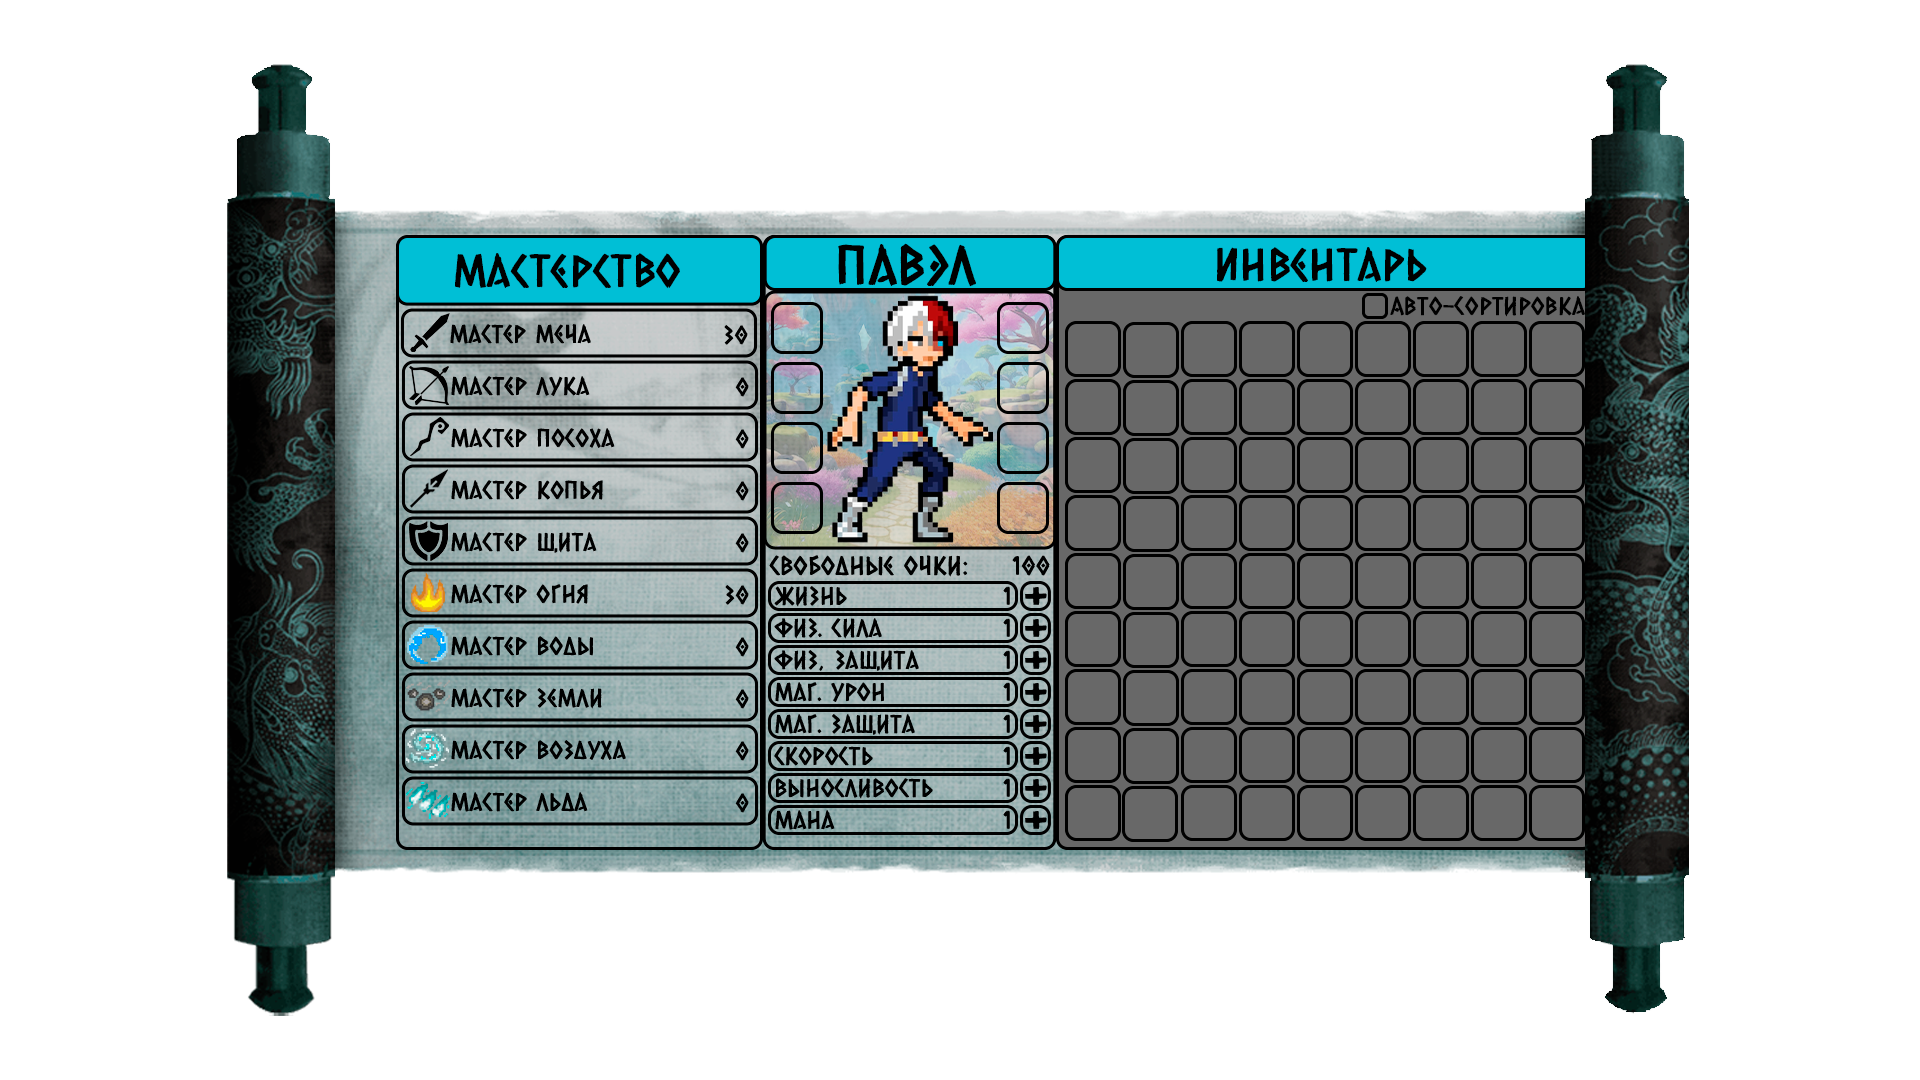 МАСТЕРСТВО
МАСТЕР МЕЧА 30
МАСТЕР ЛУКА 0
МАСТЕР ПОСОХА 0
МАСТЕР КОПЬЯ 0
МАСТЕР ЩИТА 0
МАСТЕР ОГНЯ 30
МАСТЕР ВОДЫ 0
МАСТЕР ЗЕМЛИ 0
МАСТЕР ВОЗДУХА 0
МАСТЕР ЛЬДА 0
ПАВЭЛ
СВОБОДНЫЕ ОЧКИ: 100
ЖИЗНЬ 1
ФИЗ. СИЛА 1
ФИЗ, ЗАЩИТА 1
МАГ. УРОН 1
МАГ. ЗАЩИТА 1
СКОРОСТЬ 1
ВЫНОСЛИВОСТЬ 1
МАНА 1
ИНВЕНТАРЬ
АВТО-СОРТИРОВКА